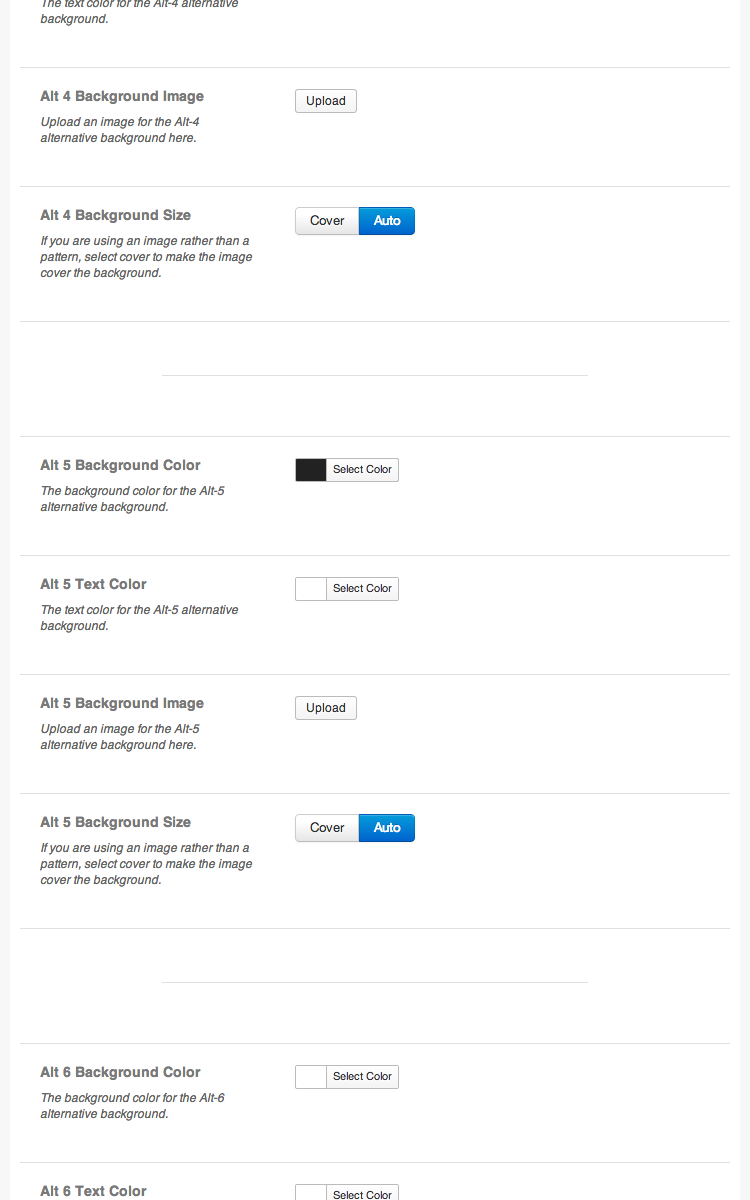 The text color for the Alt-4 alternative
background.
Alt 4 Background Image
Upload
Upload an image for the Alt-4
alternative background here.
Alt 4 Background Size
Cover Auto
If you are using an image rather than a
pattern, select cover to make the image
cover the background.
Alt 5 Background Color
Select Color
The background color for the Alt-5
alternative background.
Alt 5 Text Color
Select Color
The text color for the Alt-5 alternative
background.
Alt 5 Background Image
Upload
Upload an image for the Alt-5
alternative background here.
Alt 5 Background Size
Cover Auto
If you are using an image rather than a
pattern, select cover to make the image
cover the background.
Alt 6 Background Color
Select Color
The background color for the Alt-6
alternative background.
Alt 6 Text Color
Select Color